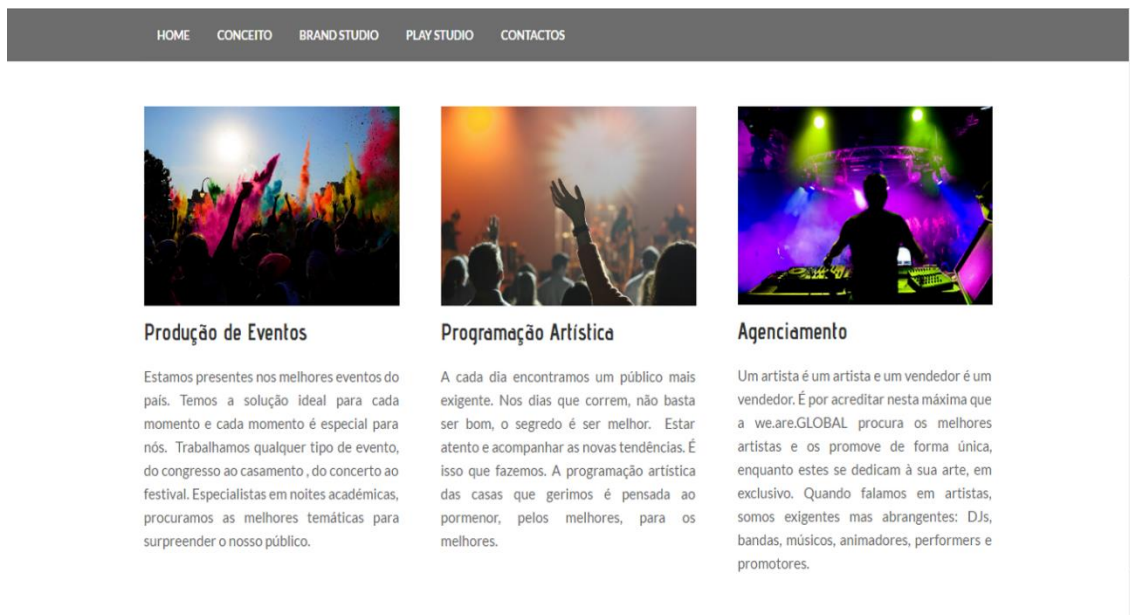 HOME CONCEITO BRAND STUDIO PLAY STUDIO CONTACTOS
Produção de Eventos
Estamos presentes nos melhores eventos do
país. Temos a solução ideal para cada
momento e cada momento é especial para
nós. Trabalhamos qualquer tipo de evento,
do congresso ao casamento , do concerto ao
festival. Especialistas em noites académicas,
procuramos as melhores temáticas para
surpreender o nosso público.
Programação Artística
A cada dia encontramos um público mais
exigente. Nos dias que correm, não basta
ser bom, o segredo é ser melhor. Estar
atento e acompanhar as novas tendências. É
isso que fazemos. A programação artística
das casas que gerimos é pensada ao
pormenor, pelos melhores, para os
melhores.
Agenciamento
Um artista é um artista e um vendedor é um
vendedor. É por acreditar nesta máxima que
a we.are.GLOBAL procura os melhores
artistas e os promove de forma única,
enquanto estes se dedicam à sua arte, em
exclusivo. Quando falamos em artistas,
somos exigentes mas abrangentes: DJs,
bandas, músicos, animadores, performers e
promotores.